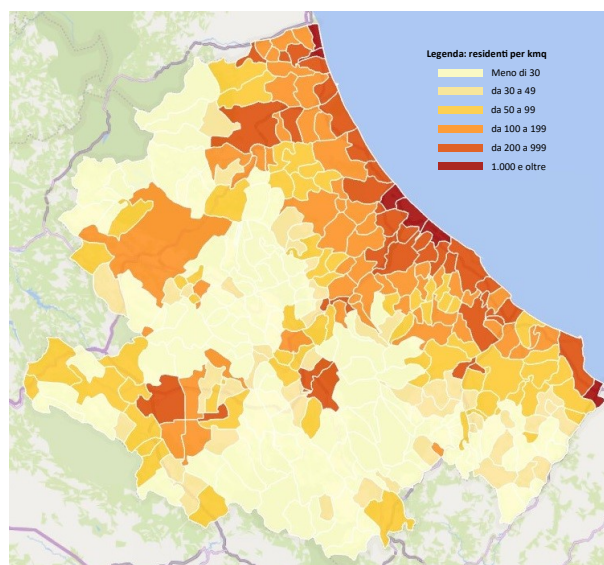 Legenda: residenti per kmq
Meno di 30
da 30 a 49
da 50 a 99
da 100 a 199
da 200 a 999
1.000 e oltre